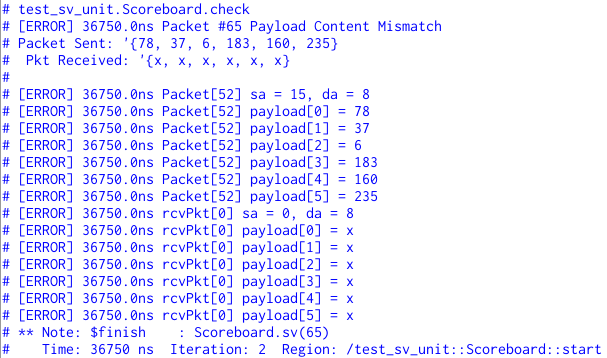 # test_sv_unit.Scoreboard.check
# [ERROR] 36750.0ns Packet #65 Payload Content Mismatch
# Packet Sent: '{78, 37, 6, 183, 160, 235}
#  Pkt Received: '{x, x, x, x, x, x}
#
# [ERROR] 36750.0ns Packet[52] sa = 15, da = 8
# [ERROR] 36750.0ns Packet[52] payload[0] = 78
# [ERROR] 36750.0ns Packet[52] payload[1] = 37
# [ERROR] 36750.0ns Packet[52] payload[2] = 6
# [ERROR] 36750.0ns Packet[52] payload[3] = 183
# [ERROR] 36750.0ns Packet[52] payload[4] = 160
# [ERROR] 36750.0ns Packet[52] payload[5] = 235
# [ERROR] 36750.0ns rcvPkt[0] sa = 0, da = 8
# [ERROR] 36750.0ns rcvPkt[0] payload[0] = x
# [ERROR] 36750.0ns rcvPkt[0] payload[1] = x
# [ERROR] 36750.0ns rcvPkt[0] payload[2] = x
# [ERROR] 36750.0ns rcvPkt[0] payload[3] = x
# [ERROR] 36750.0ns rcvPkt[0] payload[4] = x
# [ERROR] 36750.0ns rcvPkt[0] payload[5] = x
# ** Note: $finish    : Scoreboard.sv(65)
#    Time: 36750 ns  Iteration: 2  Region: /test_sv_unit::Scoreboard::start